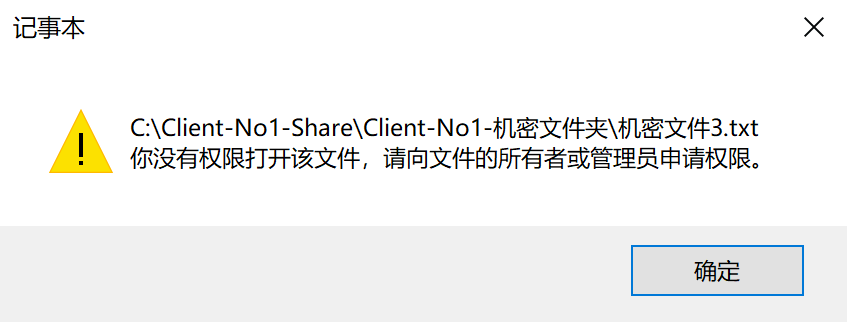 记事本
C:\Client-No1-Share\Client-No1-机密文件夹\机密文件3.txt
你没有权限打开该文件，请向文件的所有者或管理员申请权限。
确定